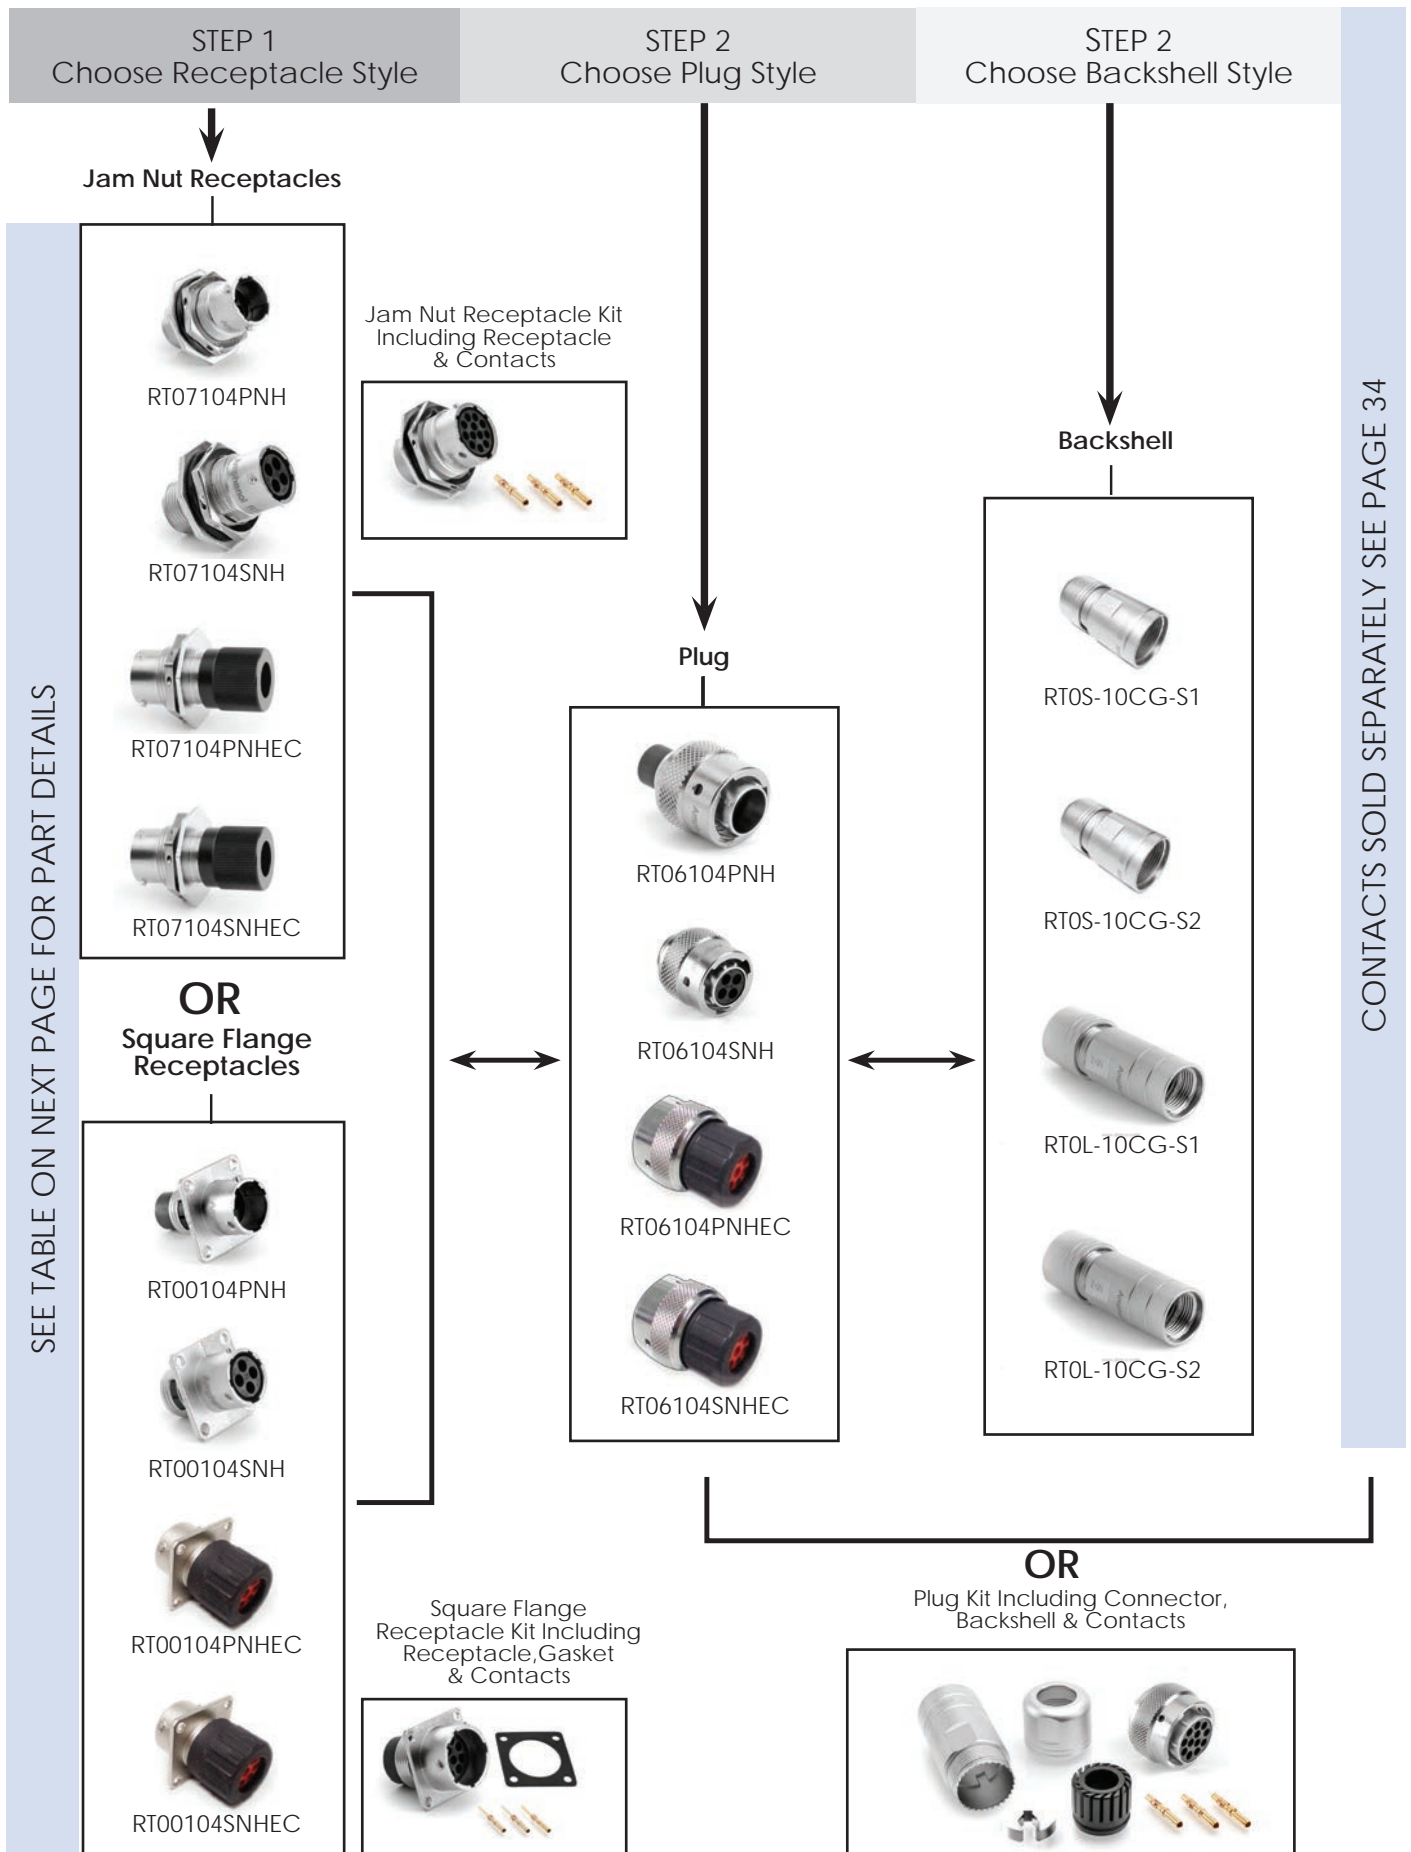 STEP 1
Choose Receptacle Style
STEP 2
Choose Plug Style
STEP 2
Choose Backshell Style
Jam Nut Receptacles
RT07104PNH
RT07104SNH
RT07104PNHEC
RT07104SNHEC
Jam Nut Receptacle Kit
Including Receptacle
& Contacts
OR
Square Flange
Receptacles
RT00104PNH
RT00104SNH
RT00104PNHEC
RT00104SNHEC
Square Flange
Receptacle Kit Including
Receptacle,Gasket
& Contacts
Plug
RT06104PNH
RT06104SNH
RT06104PNHEC
RT06104SNHEC
Backshell
RT0S-10CG-S1
RT0S-10CG-S2
RT0L-10CG-S1
RT0L-10CG-S2
OR
Plug Kit Including Connector,
Backshell & Contacts
SEE TABLE ON NEXT PAGE FOR PART DETAILS
CONTACTS SOLD SEPARATELY SEE PAGE 34